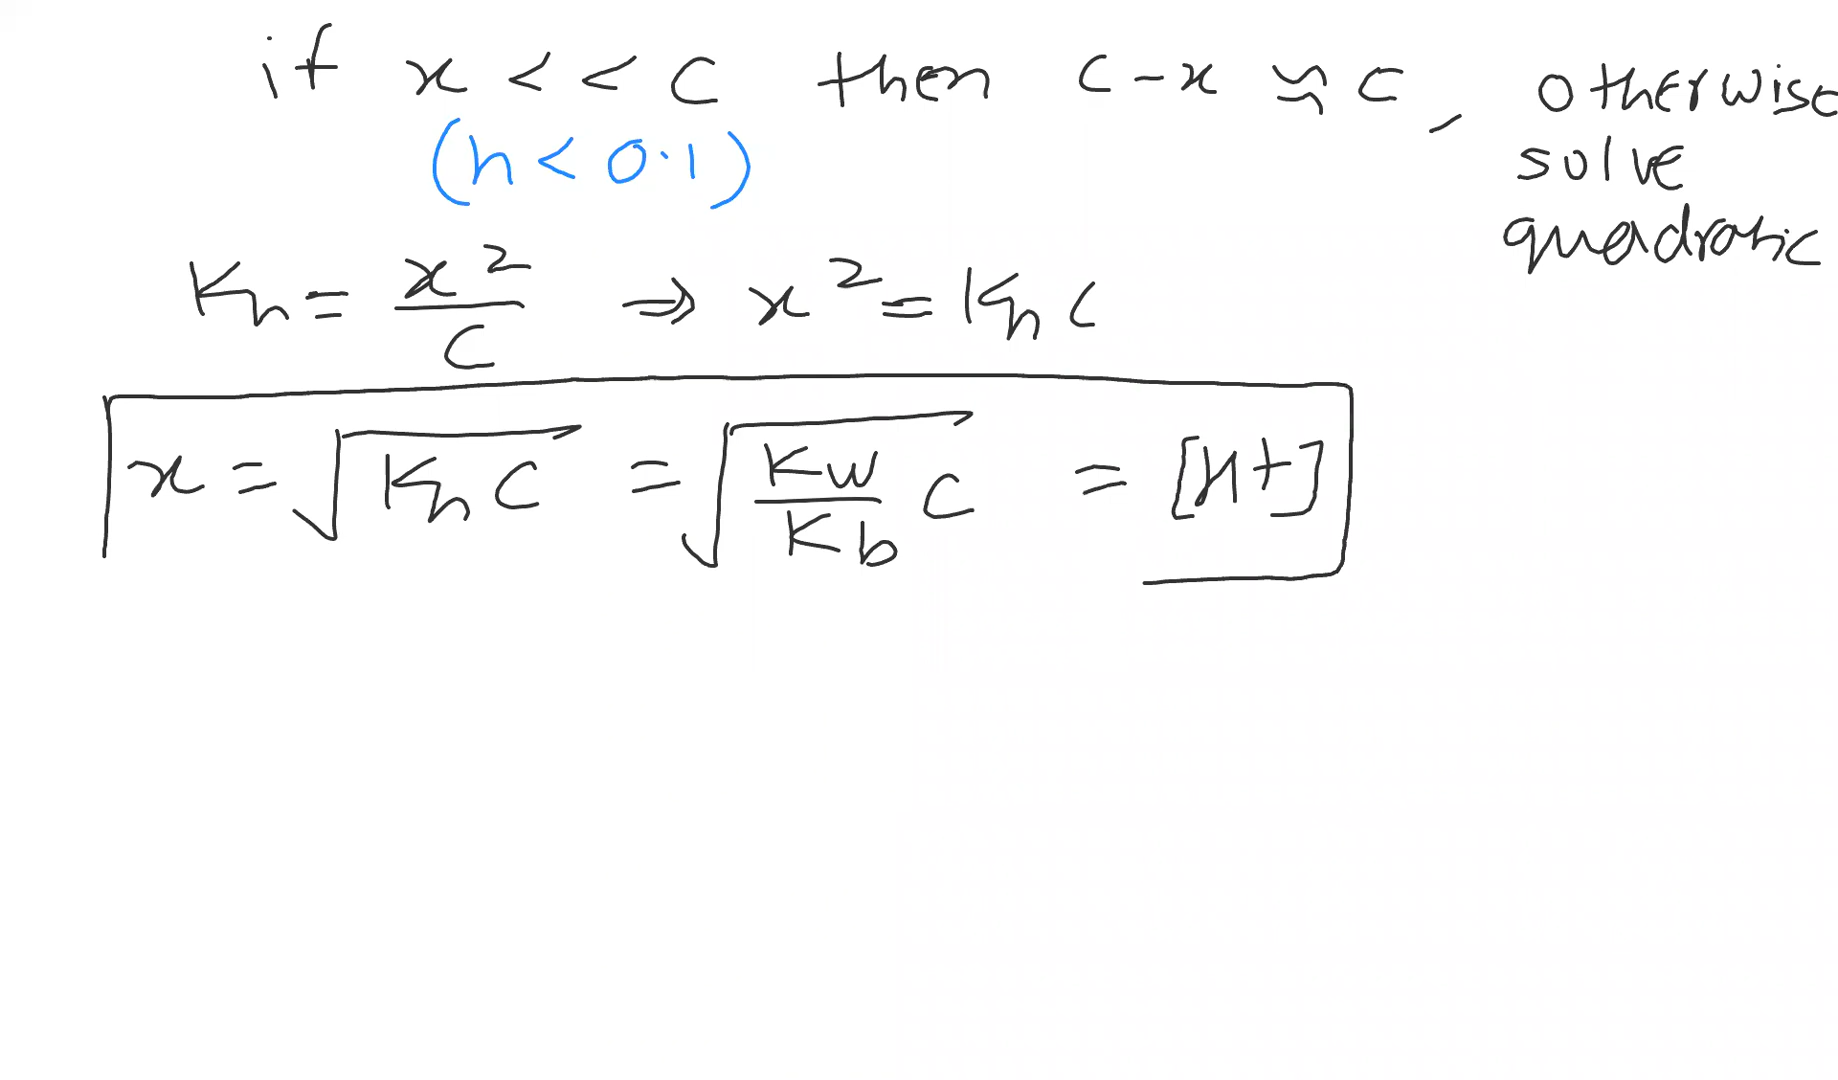 if x << c then c - x ≈ c, otherwise
solve
quadratic
(h < 0.1)
Kh = x²/c ⇒ x² = Kh c
x = √(Kh c) = √(Kw/Kb c) = [H+]